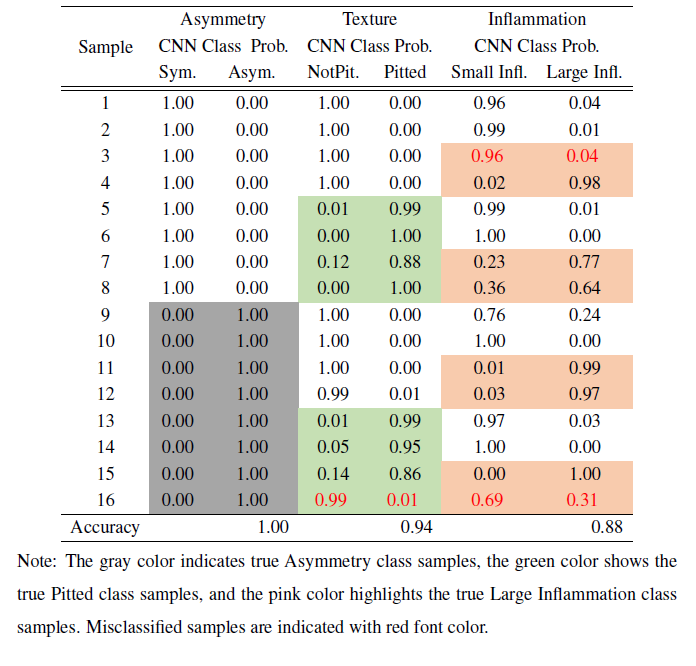 Asymmetry Texture Inflammation
Sample CNN Class Prob. CNN Class Prob. CNN Class Prob.
Sym. Asym. NotPit. Pitted Small Infl. Large Infl.
1 1.00 0.00 1.00 0.00 0.96 0.04
2 1.00 0.00 1.00 0.00 0.99 0.01
3 1.00 0.00 1.00 0.00 0.96 0.04
4 1.00 0.00 1.00 0.00 0.02 0.98
5 1.00 0.00 0.01 0.99 0.99 0.01
6 1.00 0.00 0.00 1.00 1.00 0.00
7 1.00 0.00 0.12 0.88 0.23 0.77
8 1.00 0.00 0.00 1.00 0.36 0.64
9 0.00 1.00 1.00 0.00 0.76 0.24
10 0.00 1.00 1.00 0.00 1.00 0.00
11 0.00 1.00 1.00 0.00 0.01 0.99
12 0.00 1.00 0.99 0.01 0.03 0.97
13 0.00 1.00 0.01 0.99 0.97 0.03
14 0.00 1.00 0.05 0.95 1.00 0.00
15 0.00 1.00 0.14 0.86 0.00 1.00
16 0.00 1.00 0.99 0.01 0.69 0.31
Accuracy 1.00 0.94 0.88
Note: The gray color indicates true Asymmetry class samples, the green color shows the
true Pitted class samples, and the pink color highlights the true Large Inflammation class
samples. Misclassified samples are indicated with red font color.